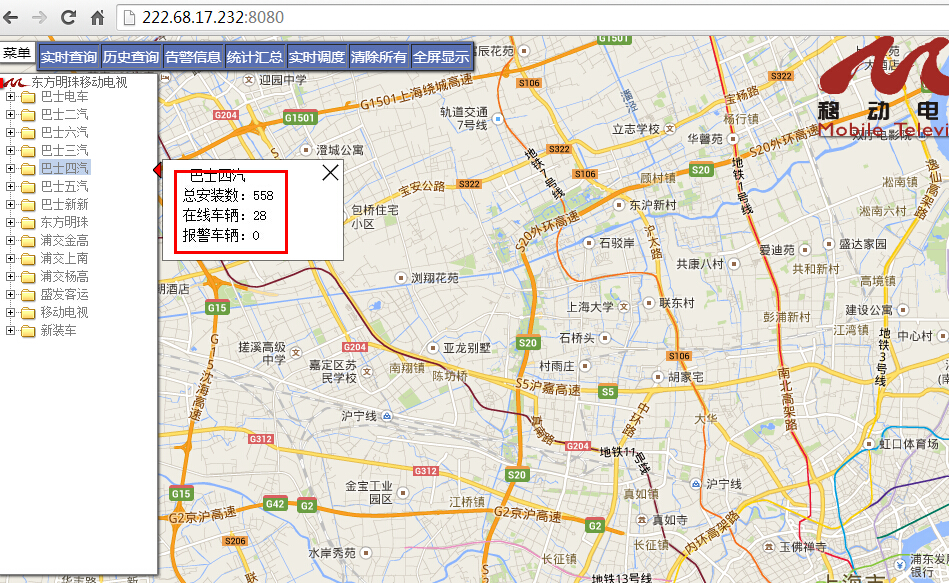 222.68.17.232:8080
菜单
实时查询 历史查询 告警信息 统计汇总 实时调度 清除所有 全屏显示
东方明珠移动电视
巴士电车
巴士二汽
巴士六汽
巴士三汽
巴士四汽
巴士五汽
巴士新新
东方明珠
浦交金高
浦交上南
浦交杨高
盛发客运
移动电视
新装车
巴士四汽
总安装数：558
在线车辆：28
报警车辆：0
移 动 电
Mobile Televi
辰花苑
G1501
迎园中学
G1501上海绕城高速
S106
S322
G204
G1501
轨道交通
7号线
潘泾
宝杨路
杨行镇
立志学校
华馨苑
S20外环高速
澄城公寓
地铁7号线
S322
地铁1号线
S106
S20
顾村镇
宝安公路
S322
淞南镇
逸仙高架路
包桥住宅
小区
东沪小区
淞南六村
S20外环高速
石驳岸
沪太路
爱迪苑
盛达家园
共康八村
共和新村
浏翔花苑
高境镇
明酒店
G15
上海大学
联东村
彭浦新村
建设公寓
江湾镇
中心村
G15沈海高速
搓溪高级
中学
G204
亚龙别墅
S20
石桥头
S106
地铁3号线
嘉定区苏
民学校
南翔镇
陈坊桥
村雨庄
胡家宅
南北高架路
S5沪嘉高速
S5
沪宁线
真南路
中环路
大华
G312
G204
地铁11号线
虹口体育场
G312
S20
沪宁线
G15
金宝工业
园区
真如镇
G42
G2
江桥镇
G2京沪高速
G2京沪高速
G2
真如寺
内环高架路
S206
水岸秀苑
长征镇
长征镇
玉佛禅寺
浦东发
银行
地铁13号线
上海市